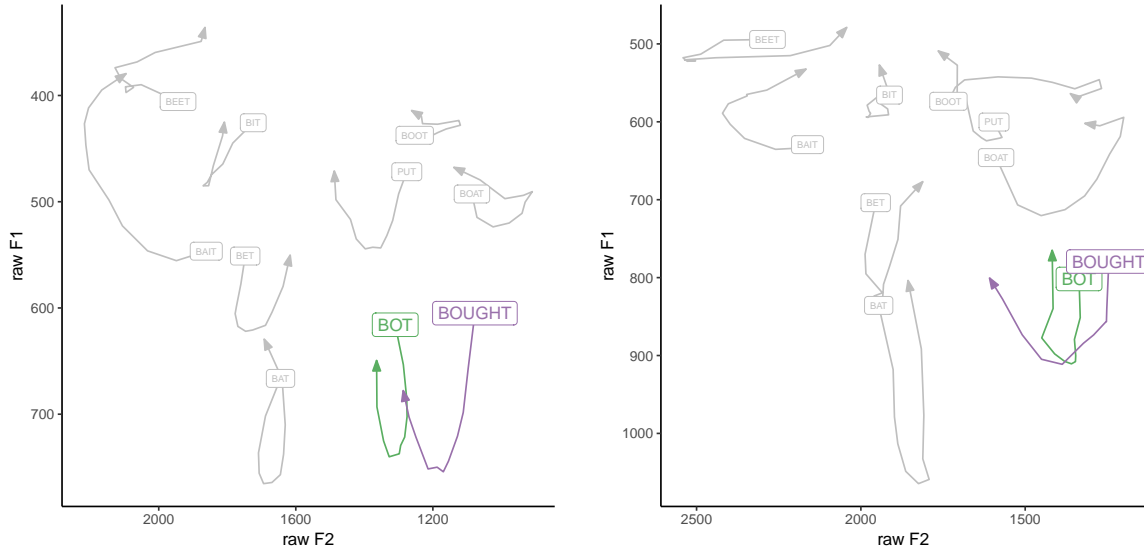 400
500
600
700
raw F1
2000
1600
1200
raw F2
BEET
BIT
BOOT
PUT
BOAT
BAIT
BET
BOUGHT
BOT
BAT
500
600
700
800
900
1000
raw F1
2500
2000
1500
raw F2
BEET
BIT
BOOT
PUT
BAIT
BOAT
BET
BOUGHT
BOT
BAT